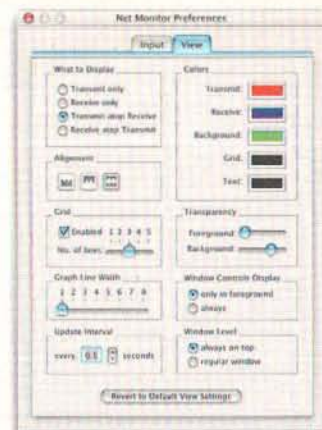 Net Monitor Preferences
Input View
What to Display
Transmit only
Receive only
Transmit atop Receive
Receive atop Transmit
Colors
Transmit:
Receive:
Background:
Grid:
Text:
Alignment
Grid
Enabled 1 2 3 4 5
No. of lines:
Transparency
Foreground:
Background:
Graph Line Width
1 2 3 4 5 6 7 8
Window Controls Display
only in foreground
always
Update Interval
every 0.5 seconds
Window Level
always on top
regular window
Revert to Default View Settings